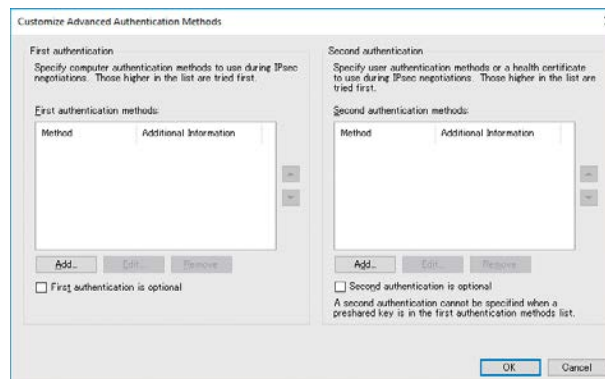 Customize Advanced Authentication Methods
First authentication
Specify computer authentication methods to use during IPsec
negotiations. Those higher in the list are tried first.
First authentication methods:
Method Additional Information
Add... Edit... Remove
First authentication is optional
Second authentication
Specify user authentication methods or a health certificate
to use during IPsec negotiations. Those higher in the list are
tried first.
Second authentication methods:
Method Additional Information
Add... Edit... Remove
Second authentication is optional
A second authentication cannot be specified when a
preshared key is in the first authentication methods list.
OK Cancel